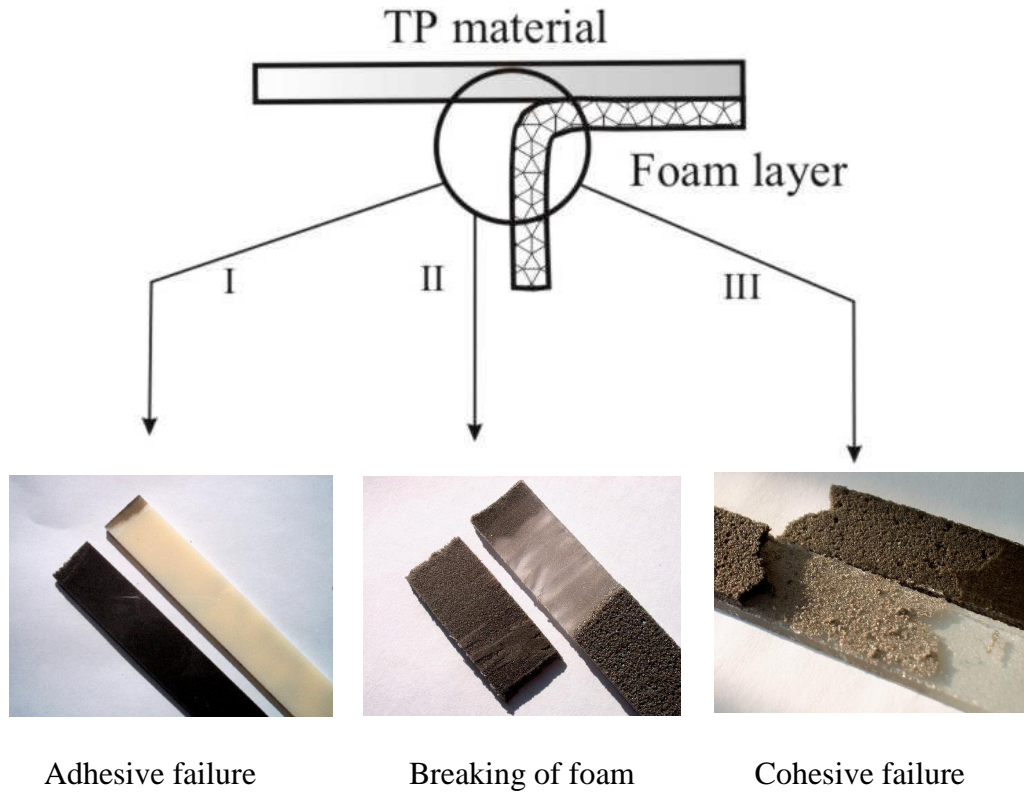 TP material
Foam layer
I
II
III
Adhesive failure
Breaking of foam
Cohesive failure